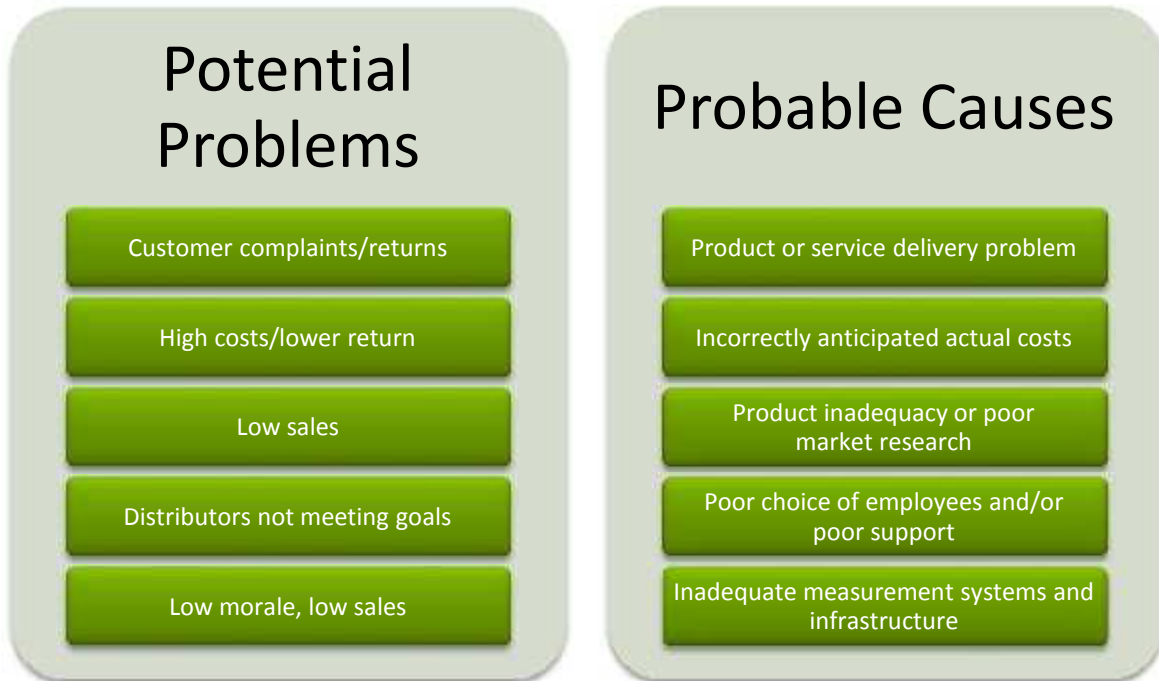 Potential
Problems
Customer complaints/returns
High costs/lower return
Low sales
Distributors not meeting goals
Low morale, low sales
Probable Causes
Product or service delivery problem
Incorrectly anticipated actual costs
Product inadequacy or poor
market research
Poor choice of employees and/or
poor support
Inadequate measurement systems and
infrastructure